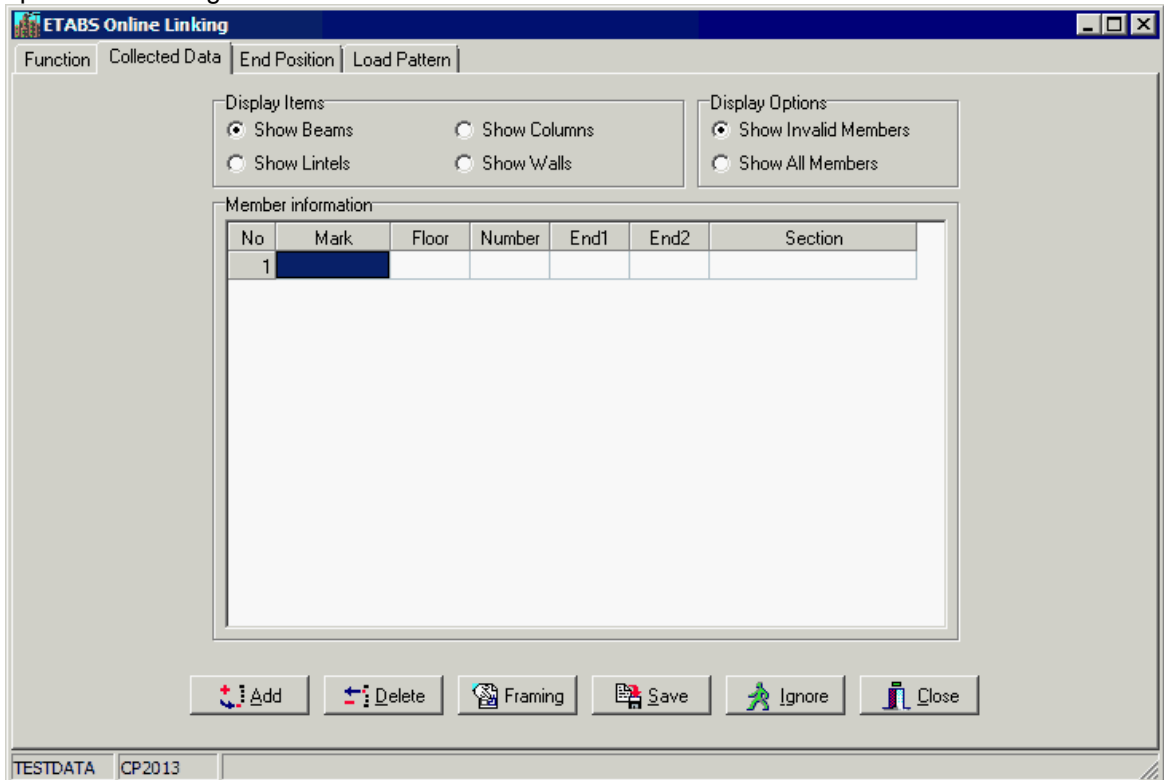 ETABS Online Linking
Function Collected Data End Position Load Pattern
Display Items Display Options
Show Beams Show Columns Show Invalid Members
Show Lintels Show Walls Show All Members
Member information
No Mark Floor Number End1 End2 Section
1
Add Delete Framing Save Ignore Close
TESTDATA CP2013